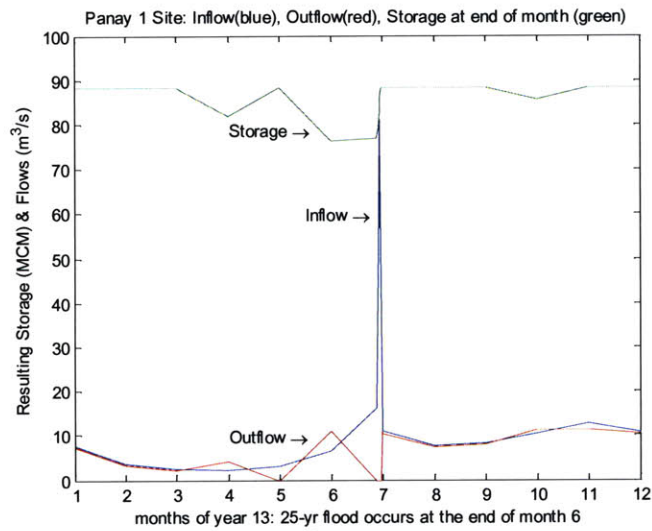 Panay 1 Site: Inflow(blue), Outflow(red), Storage at end of month (green)
100
90
80
70
60
50
40
30
20
10
0
Resulting Storage (MCM) & Flows (m³/s)
Storage →
Inflow →
Outflow →
1 2 3 4 5 6 7 8 9 10 11 12
months of year 13: 25-yr flood occurs at the end of month 6